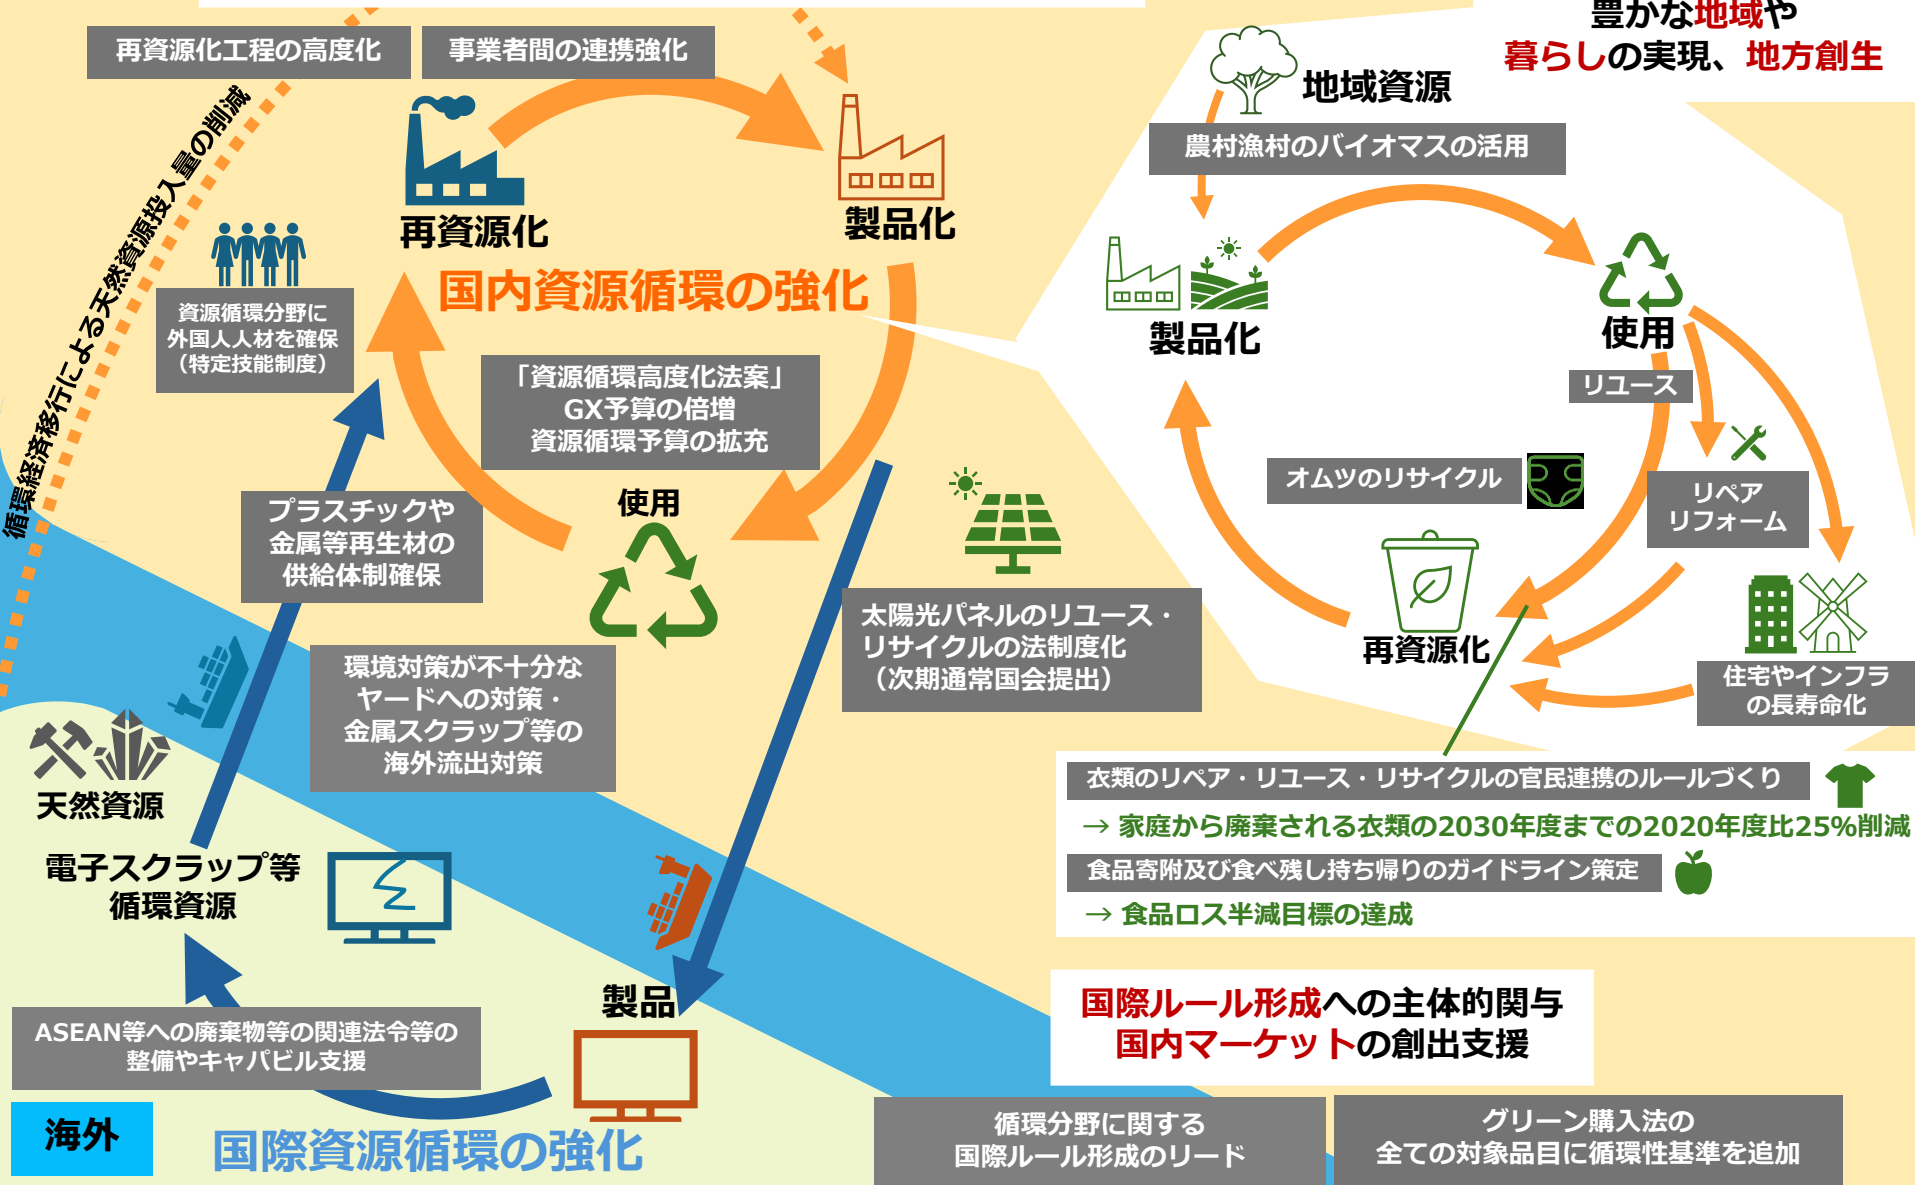 豊かな地域や
暮らしの実現、地方創生
再資源化工程の高度化
事業者間の連携強化
地域資源
農村漁村のバイオマスの活用
循環経済移行による天然資源投入量の削減
再資源化
製品化
国内資源循環の強化
資源循環分野に
外国人人材を確保
（特定技能制度）
「資源循環高度化法案」
GX予算の倍増
資源循環予算の拡充
製品化
使用
リユース
オムツのリサイクル
リペア
リフォーム
プラスチックや
金属等再生材の
供給体制確保
使用
太陽光パネルのリユース・
リサイクルの法制度化
（次期通常国会提出）
再資源化
住宅やインフラ
の長寿命化
環境対策が不十分な
ヤードへの対策・
金属スクラップ等の
海外流出対策
天然資源
電子スクラップ等
循環資源
衣類のリペア・リユース・リサイクルの官民連携のルールづくり
→ 家庭から廃棄される衣類の2030年度までの2020年度比25%削減
食品寄附及び食べ残し持ち帰りのガイドライン策定
→ 食品ロス半減目標の達成
製品
国際ルール形成への主体的関与
国内マーケットの創出支援
ASEAN等への廃棄物等の関連法令等の
整備やキャパビル支援
海外
国際資源循環の強化
循環分野に関する
国際ルール形成のリード
グリーン購入法の
全ての対象品目に循環性基準を追加